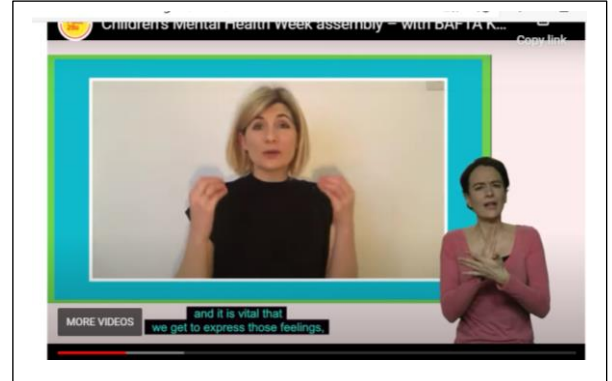 Children's Mental Health Week assembly – with BAFTA K...
Copy link
MORE VIDEOS
and it is vital that
we get to express those feelings,